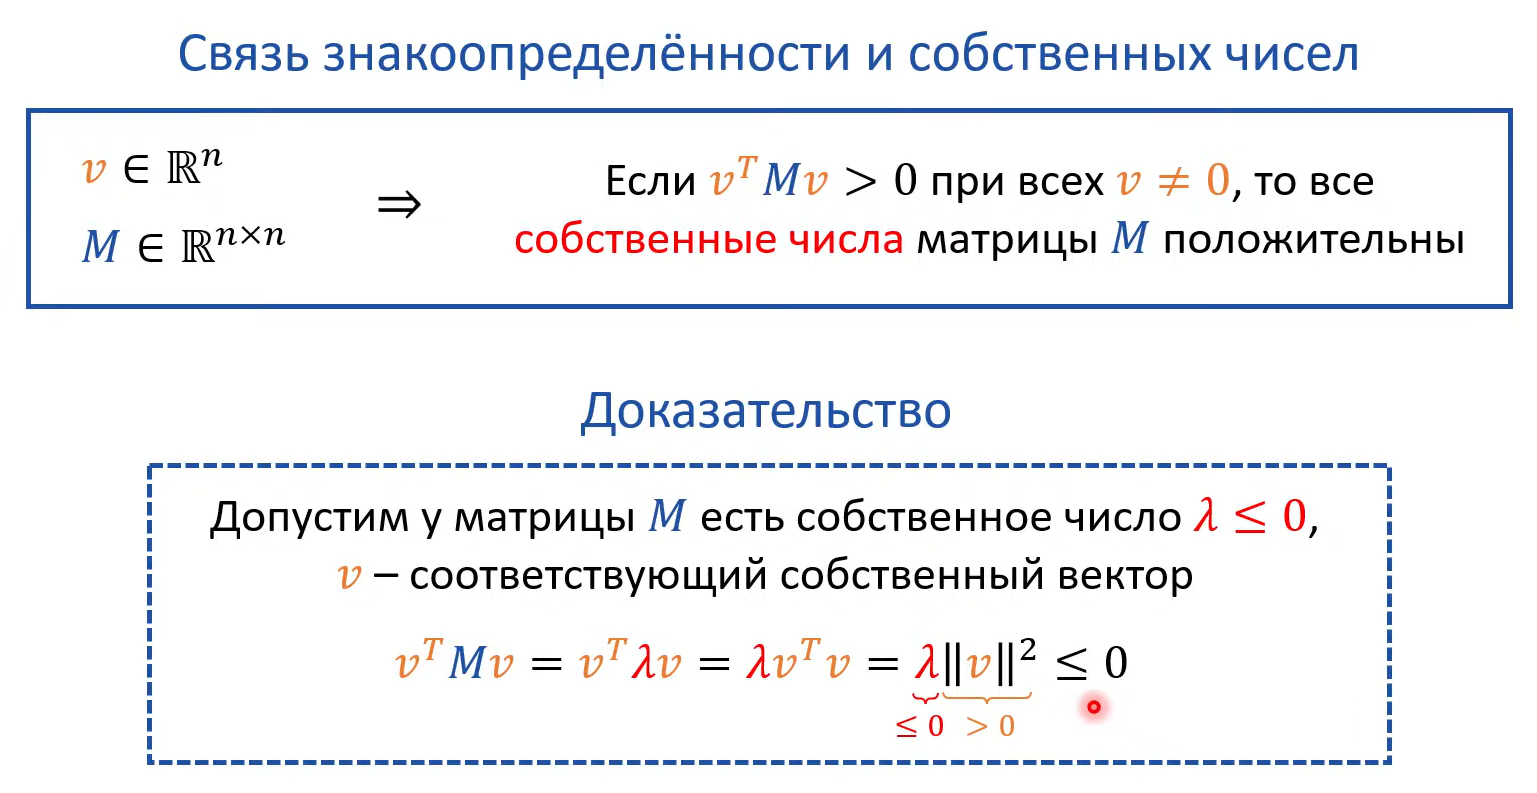 Связь знакоопределённости и собственных чисел
v ∈ ℝⁿ
M ∈ ℝⁿˣⁿ
⇒
Если vᵀMv > 0 при всех v ≠ 0, то все
собственные числа матрицы M положительны
Доказательство
Допустим у матрицы M есть собственное число λ ≤ 0,
v – соответствующий собственный вектор
vᵀMv = vᵀλv = λvᵀv = λ‖v‖² ≤ 0
≤ 0 > 0